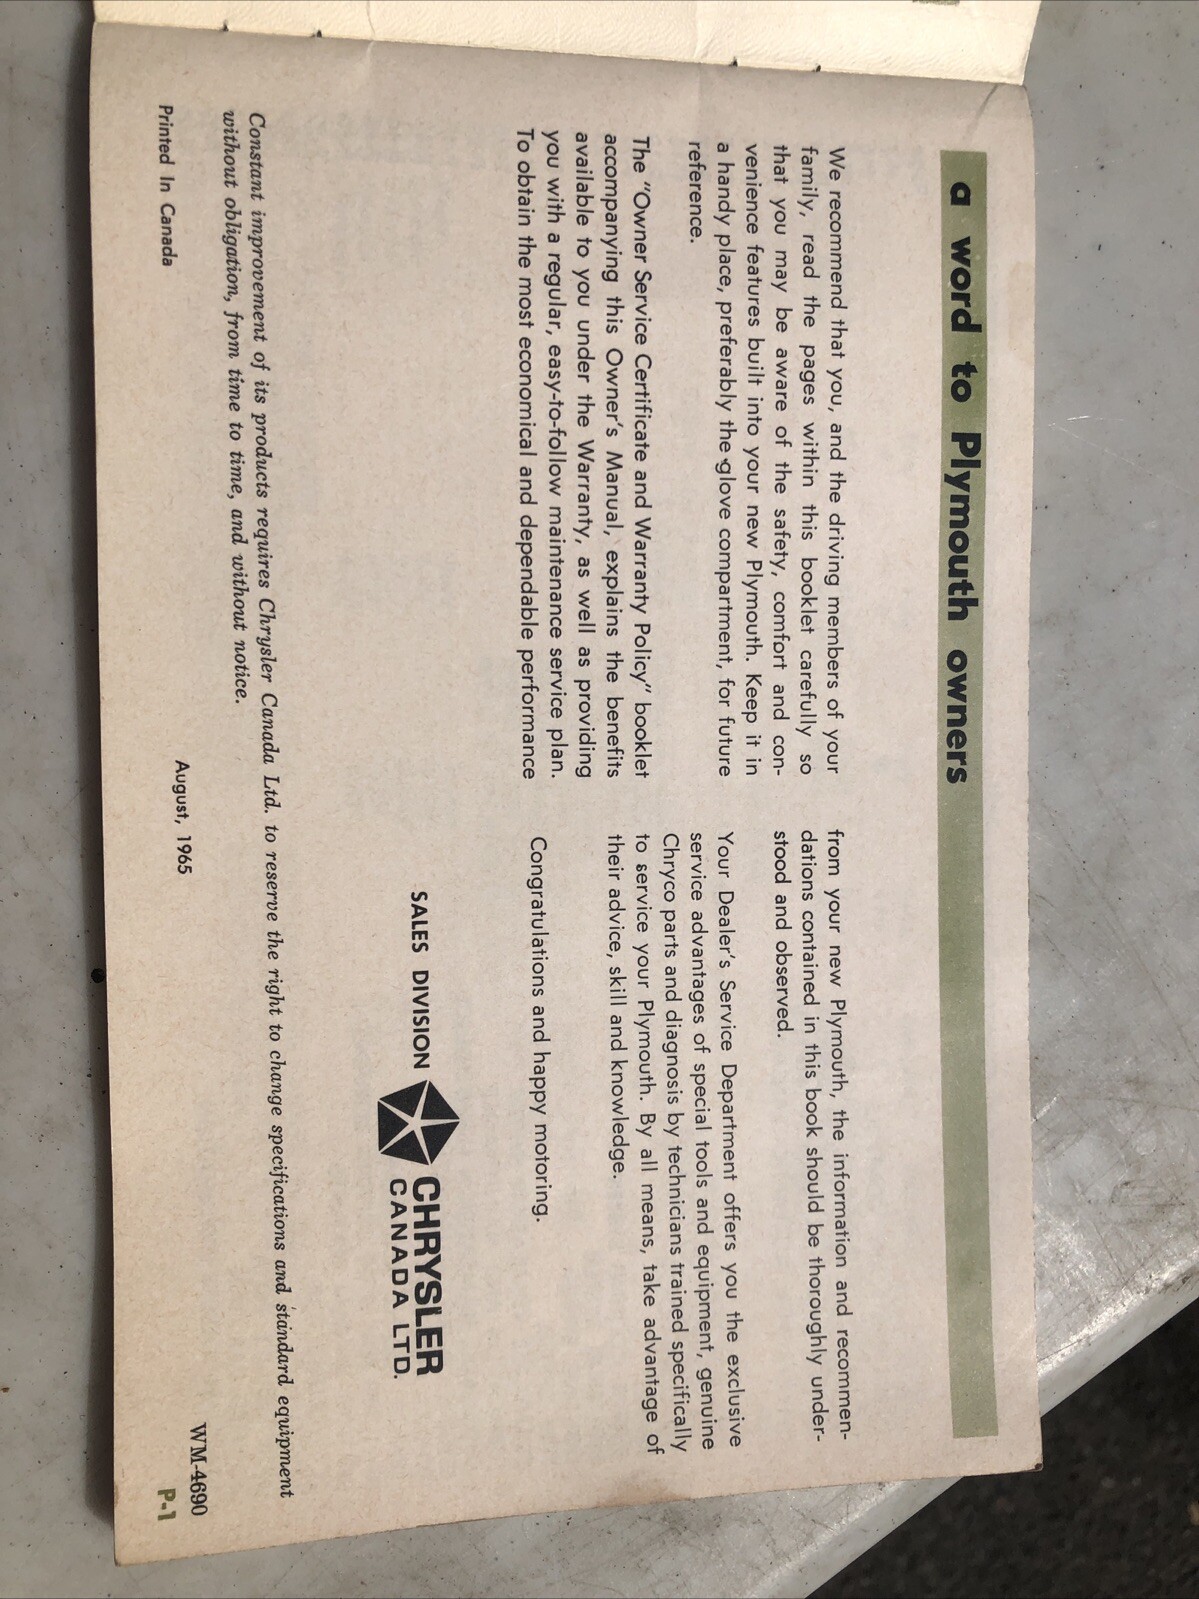 a word to Plymouth owners
We recommend that you, and the driving members of your
family, read the pages within this booklet carefully so
that you may be aware of the safety, comfort and con-
venience features built into your new Plymouth. Keep it in
a handy place, preferably the glove compartment, for future
reference.
The "Owner Service Certificate and Warranty Policy" booklet
accompanying this Owner's Manual, explains the benefits
available to you under the Warranty, as well as providing
you with a regular, easy-to-follow maintenance service plan.
To obtain the most economical and dependable performance
from your new Plymouth, the information and recommen-
dations contained in this book should be thoroughly under-
stood and observed.
Your Dealer's Service Department offers you the exclusive
service advantages of special tools and equipment, genuine
Chryco parts and diagnosis by technicians trained specifically
to service your Plymouth. By all means, take advantage of
their advice, skill and knowledge.
Congratulations and happy motoring.
SALES DIVISION
CHRYSLER
CANADA LTD.
Constant improvement of its products requires Chrysler Canada Ltd. to reserve the right to change specifications and standard equipment
without obligation, from time to time, and without notice.
Printed In Canada
August, 1965
WM-4690
P-1